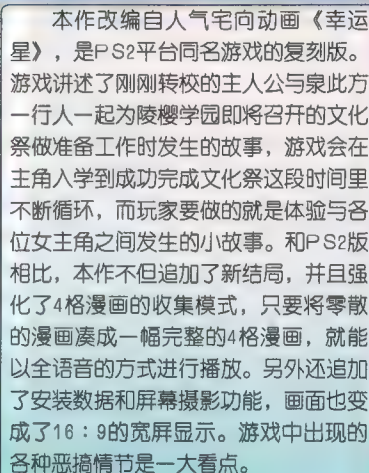 本作改编自人气宅向动画《幸运
星》，是PS2平台同名游戏的复刻版。
游戏讲述了刚刚转校的主人公与泉此方
一行人一起为陵樱学园即将召开的文化
祭做准备工作时发生的故事，游戏会在
主角入学到成功完成文化祭这段时间里
不断循环，而玩家要做的就是体验与各
位女主角之间发生的小故事。和PS2版
相比，本作不但追加了新结局，并且强
化了4格漫画的收集模式，只要将零散
的漫画凑成一幅完整的4格漫画，就能
以全语音的方式进行播放。另外还追加
了安装数据和屏幕摄影功能，画面也变
成了16：9的宽屏显示。游戏中出现的
各种恶搞情节是一大看点。